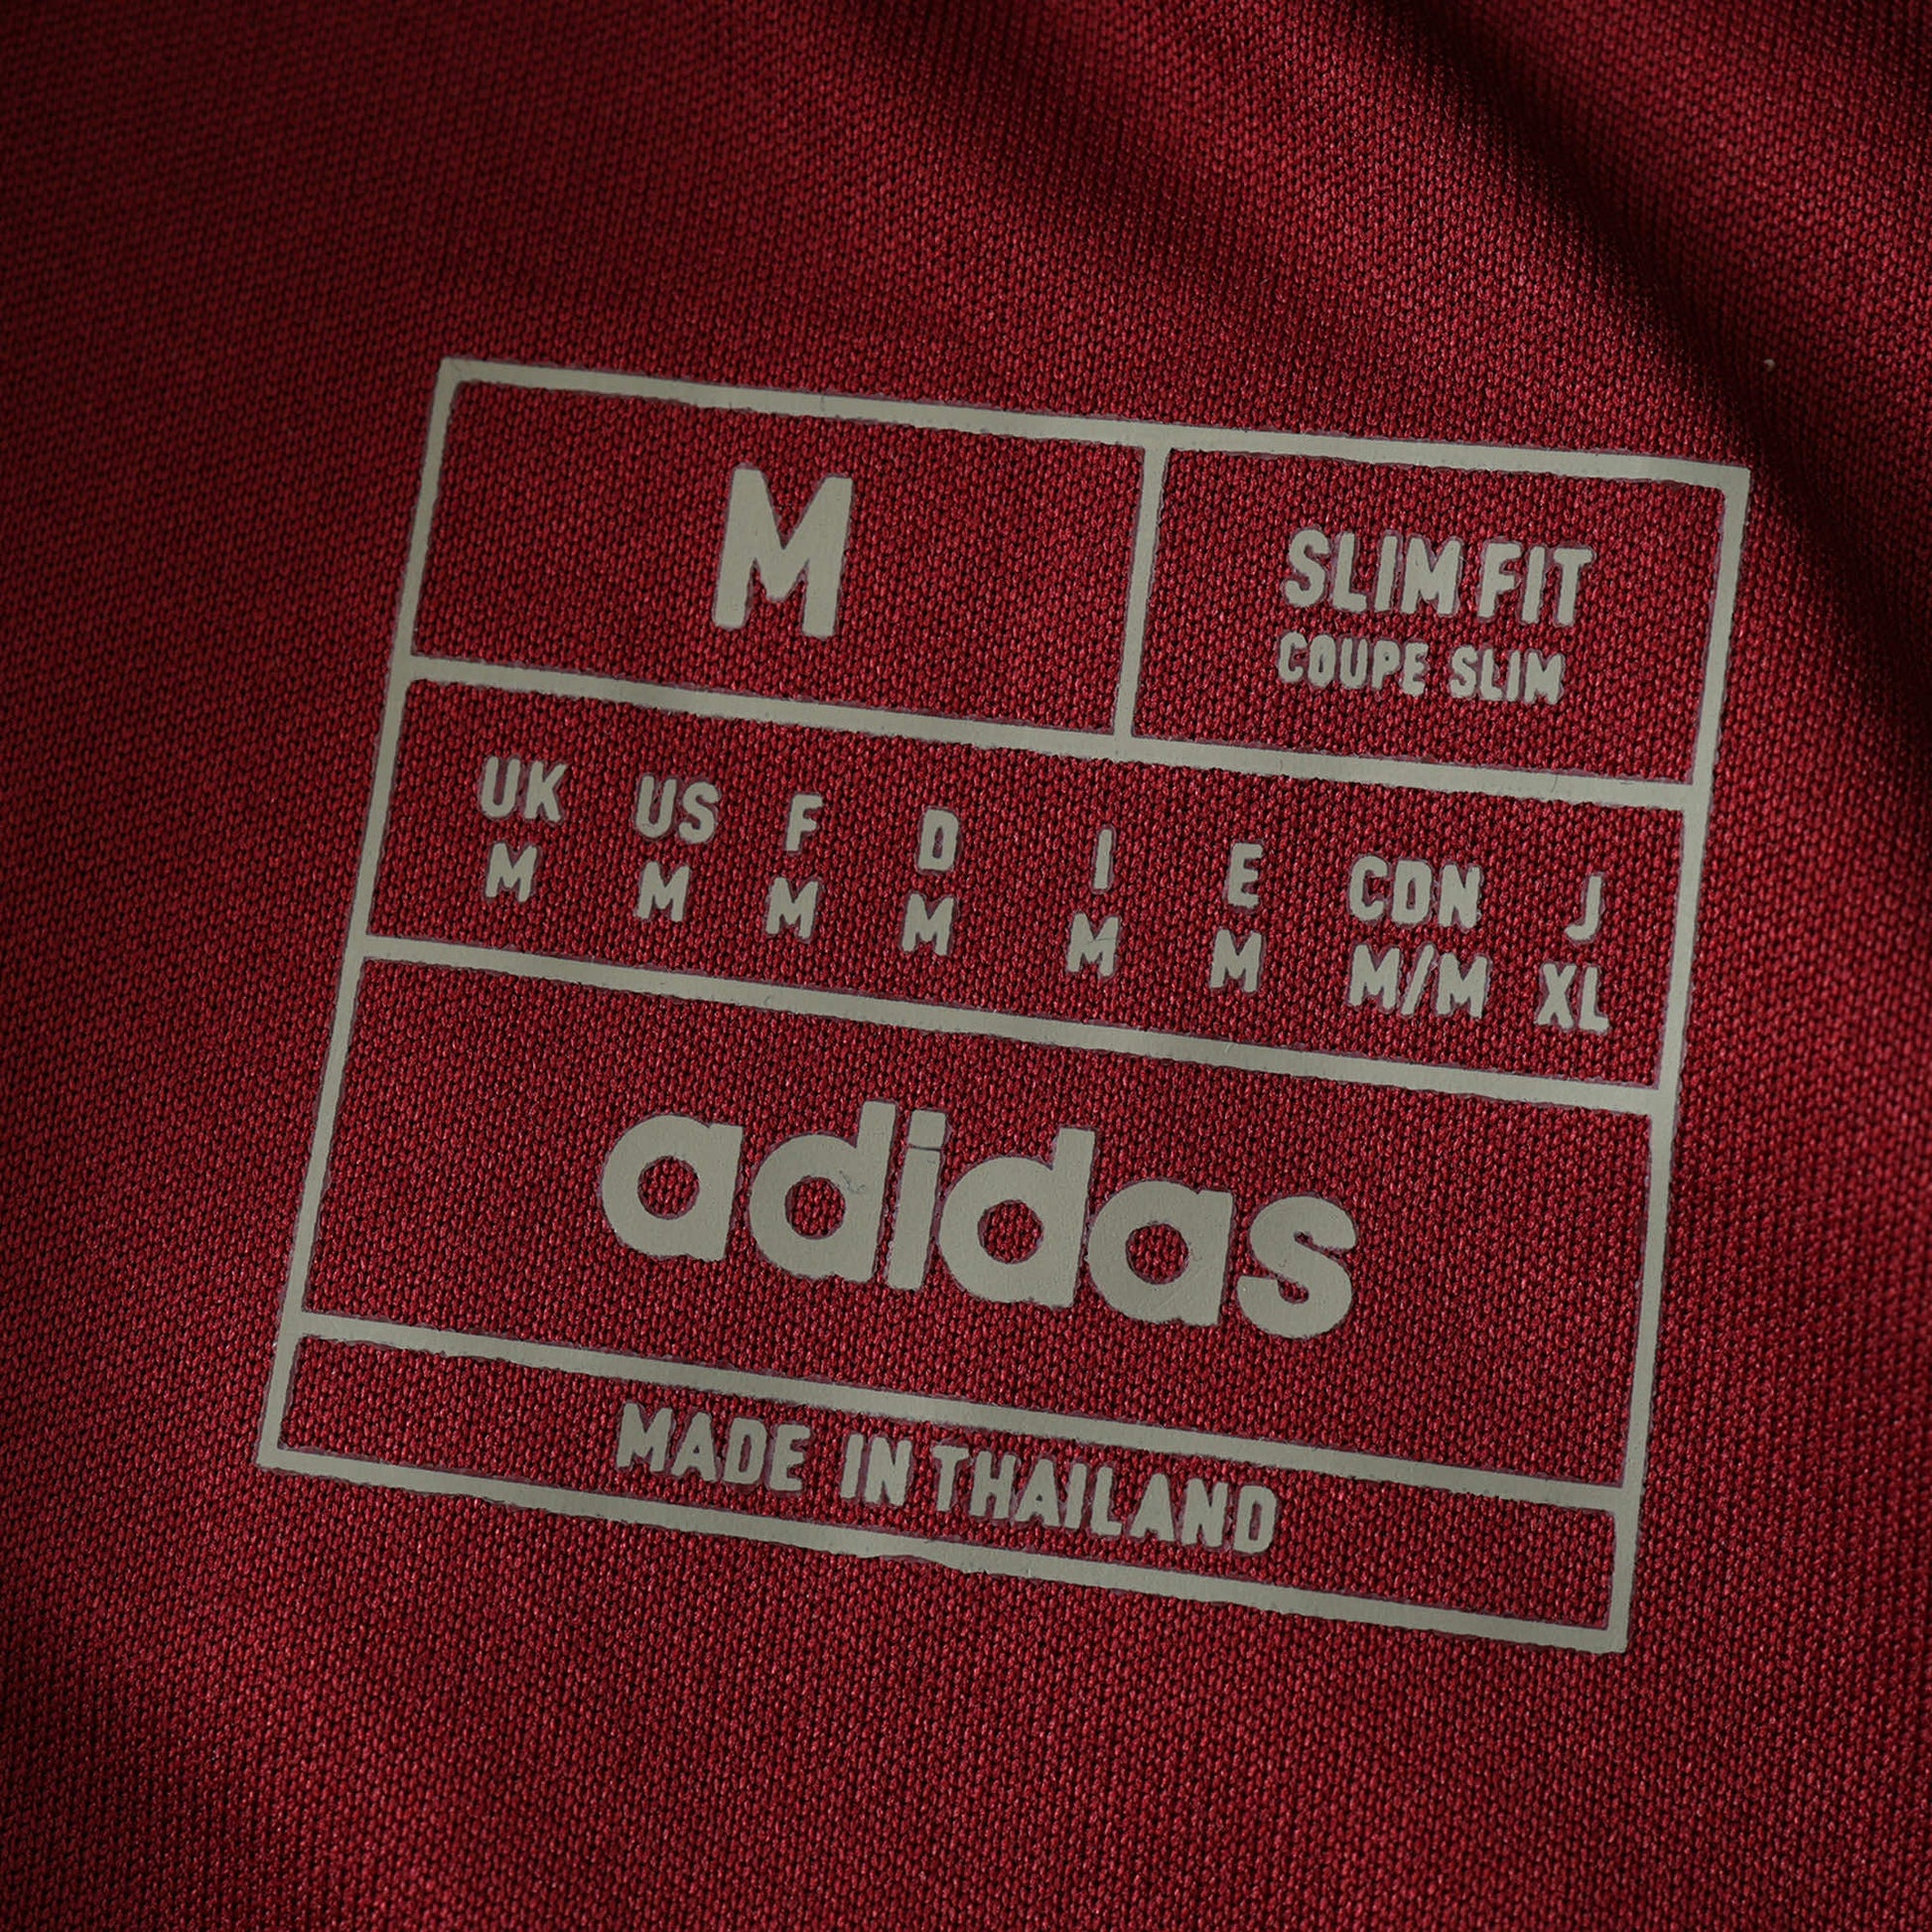 M
SLIM FIT
COUPE SLIM
UK US F D I E CDN J
M M M M M M M/M XL
adidas
MADE IN THAILAND